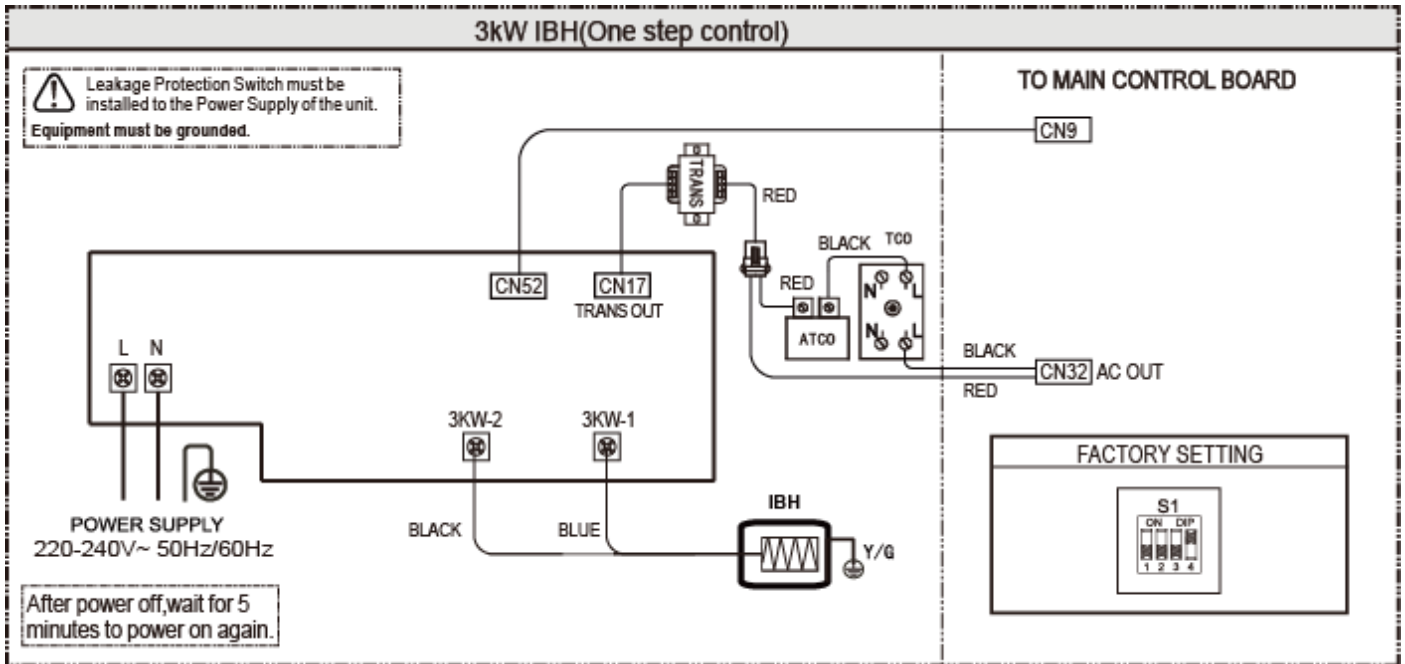 3kW IBH(One step control)
Leakage Protection Switch must be
installed to the Power Supply of the unit.
Equipment must be grounded.
TO MAIN CONTROL BOARD
CN9
TRANS
RED
BLACK
TCO
CN52
CN17
TRANS OUT
RED
N
L
ATCO
N
L
L
N
BLACK
CN32
AC OUT
RED
3KW-2
3KW-1
FACTORY SETTING
S1
ON DIP
1 2 3 4
IBH
POWER SUPPLY
220-240V~ 50Hz/60Hz
BLACK
BLUE
Y/G
After power off,wait for 5
minutes to power on again.